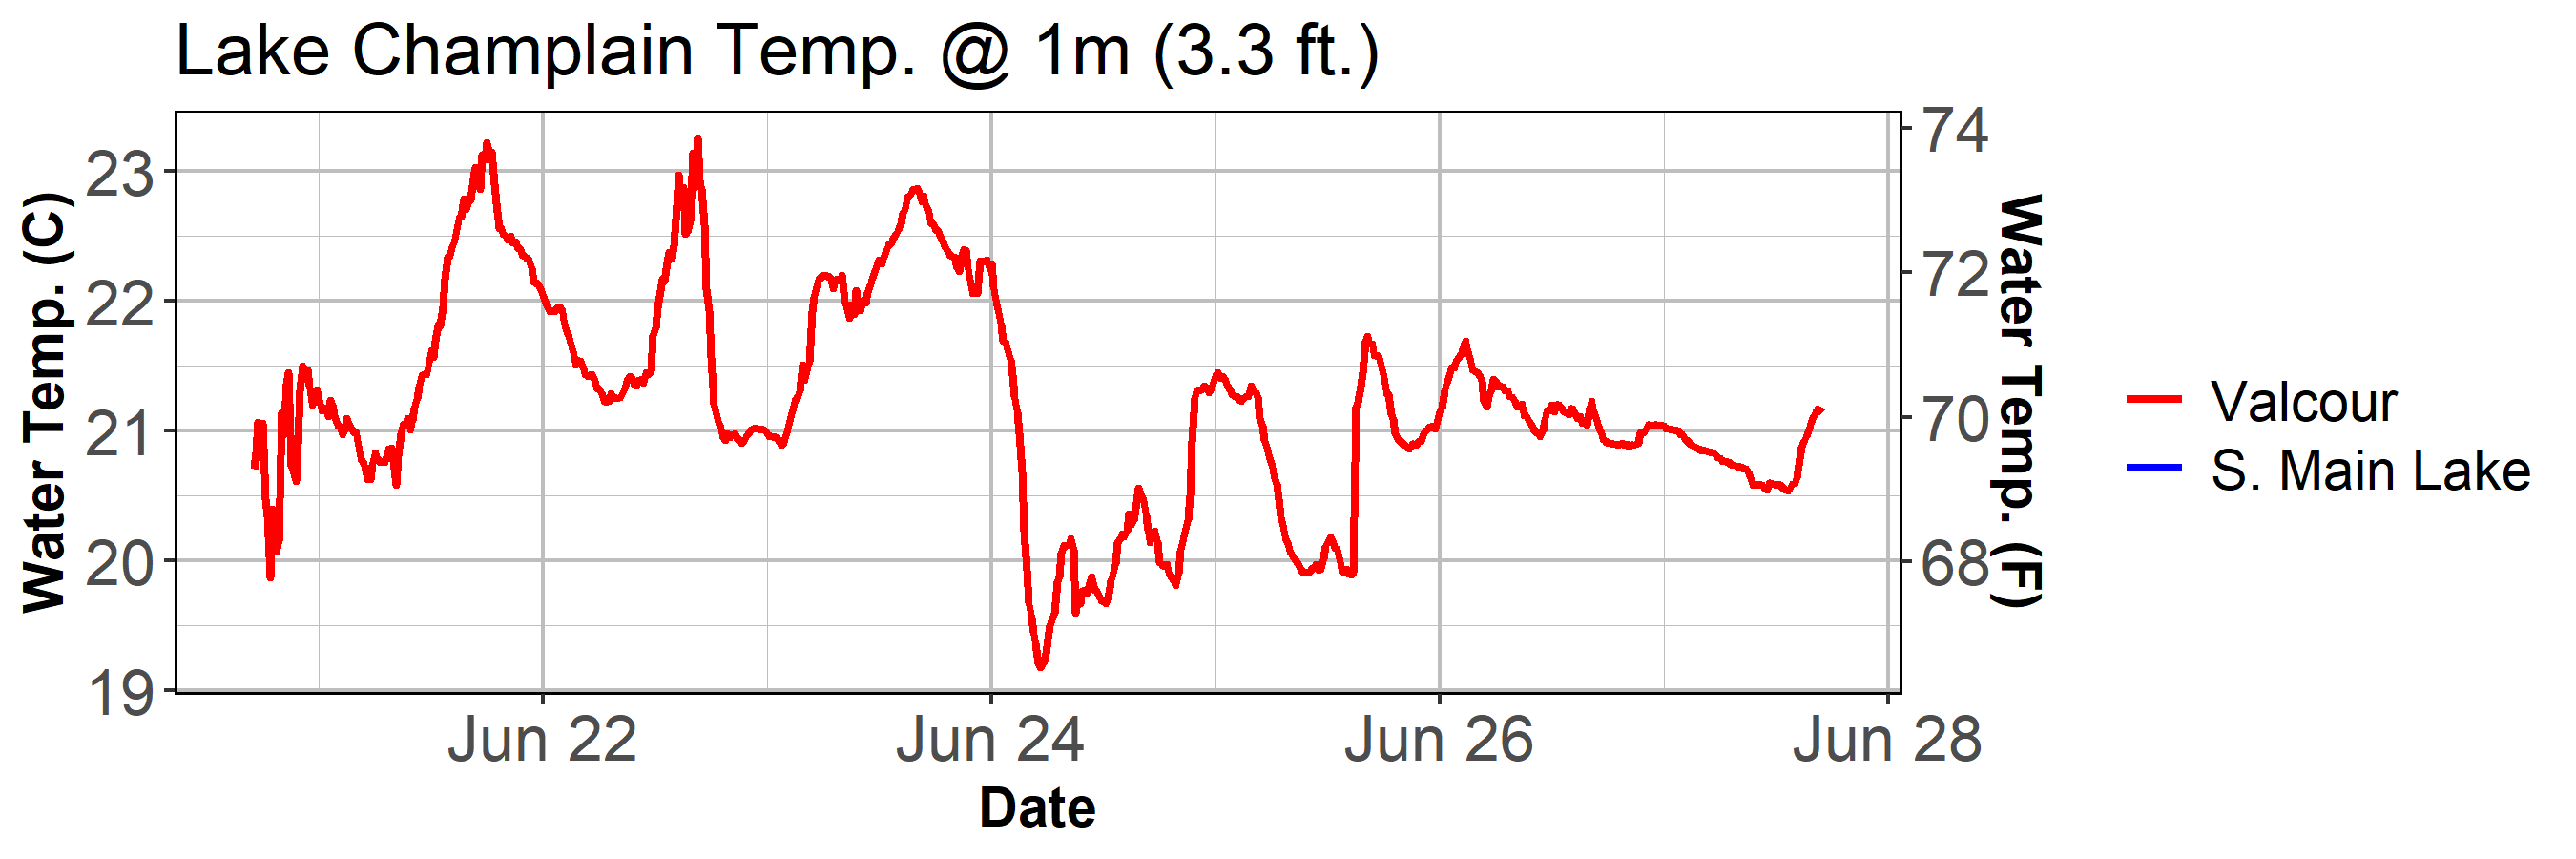 Lake Champlain Temp. @ 1m (3.3 ft.)
Water Temp. (C)
23
22
21
20
19
74
72
70
68
Water Temp. (F)
Jun 22
Jun 24
Jun 26
Jun 28
Date
Valcour
S. Main Lake